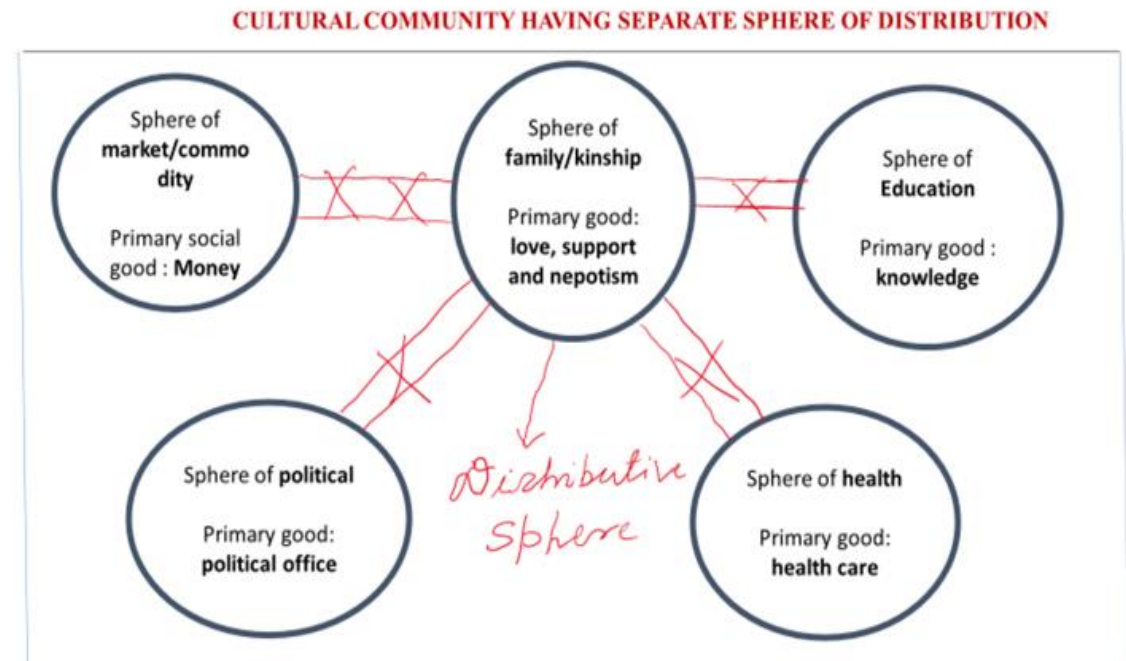 CULTURAL COMMUNITY HAVING SEPARATE SPHERE OF DISTRIBUTION
Sphere of
market/commo
dity
Primary social
good : Money
Sphere of
family/kinship
Primary good:
love, support
and nepotism
Sphere of
Education
Primary good :
knowledge
Sphere of political
Primary good:
political office
Distributive
Sphere
Sphere of health
Primary good:
health care